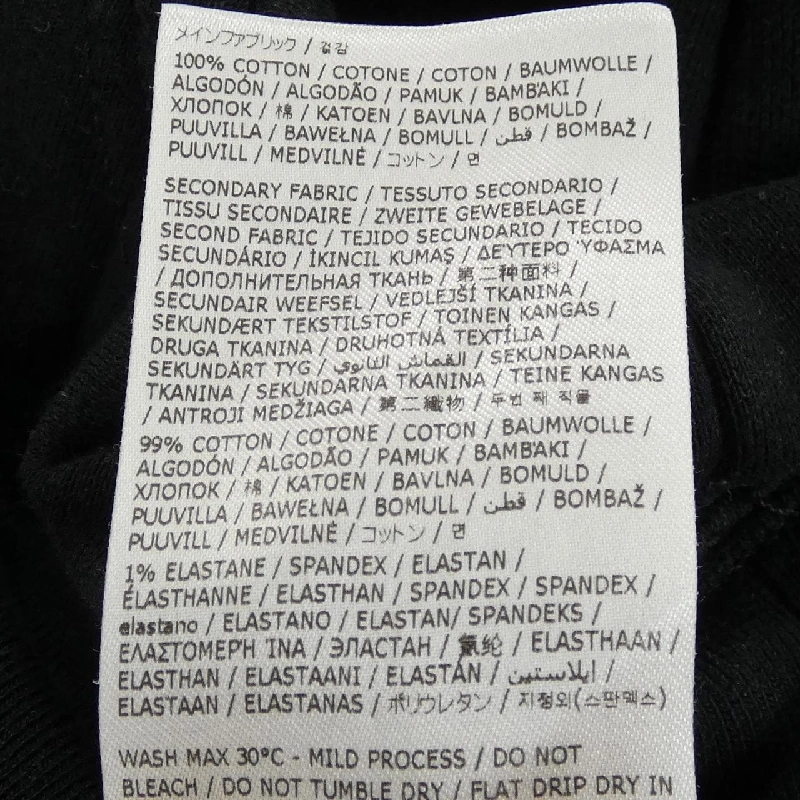 メインファブリック / 겉감
100% COTTON / COTONE / COTON / BAUMWOLLE /
ALGODÓN / ALGODÃO / PAMUK / BAMBAKI /
ХЛОПОК / 棉 / KATOEN / BAVLNA / BOMULD /
PUUVILLA / BAWEŁNA / BOMULL / قطن / BOMBAŽ /
PUUVILL / MEDVILNĖ / コットン / 면
SECONDARY FABRIC / TESSUTO SECONDARIO /
TISSU SECONDAIRE / ZWEITE GEWEBELAGE /
SECOND FABRIC / TEJIDO SECUNDARIO / TECIDO
SECUNDÁRIO / İKINCIL KUMAŞ / ΔΕΎΤΕΡΟ ΎΦΑΣΜΑ
/ ДОПОЛНИТЕЛЬНАЯ ТКАНЬ / 第二种面料 /
SECUNDAIR WEEFSEL / VEDLEJŠÍ TKANINA /
SEKUNDÆRT TEKSTILSTOF / TOINEN KANGAS /
DRUGA TKANINA / DRUHOTNÁ TEXTÍLIA /
SEKUNDÄRT TYG / القماش الثانوي / SEKUNDARNA
TKANINA / SEKUNDARNA TKANINA / TEINE KANGAS
/ ANTROJI MEDŽIAGA / 第二織物 / 두번 째 직물
99% COTTON / COTONE / COTON / BAUMWOLLE /
ALGODÓN / ALGODÃO / PAMUK / BAMBAKI /
ХЛОПОК / 棉 / KATOEN / BAVLNA / BOMULD /
PUUVILLA / BAWEŁNA / BOMULL / قطن / BOMBAŽ /
PUUVILL / MEDVILNĖ / コットン / 면
1% ELASTANE / SPANDEX / ELASTAN /
ÉLASTHANNE / ELASTHAN / SPANDEX / SPANDEX /
elastano / ELASTANO / ELASTAN/ SPANDEKS /
ΕΛΑΣΤΟΜΕΡΉ ΊΝΑ / ЭЛАСТАН / 氨纶 / ELASTHAAN /
ELASTHAN / ELASTAANI / ELASTÁN / ايلاستين /
ELASTAAN / ELASTANAS / ポリウレタン / 지정외(스판덱스)
WASH MAX 30°C - MILD PROCESS / DO NOT
BLEACH / DO NOT TUMBLE DRY / FLAT DRIP DRY IN